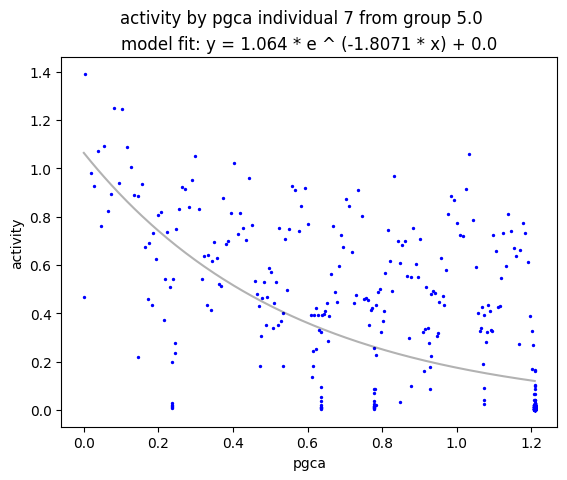 activity by pgca individual 7 from group 5.0
model fit: y = 1.064 * e ^ (-1.8071 * x) + 0.0
1.4
1.2
1.0
0.8
0.6
0.4
0.2
0.0
activity
0.0 0.2 0.4 0.6 0.8 1.0 1.2
pgca